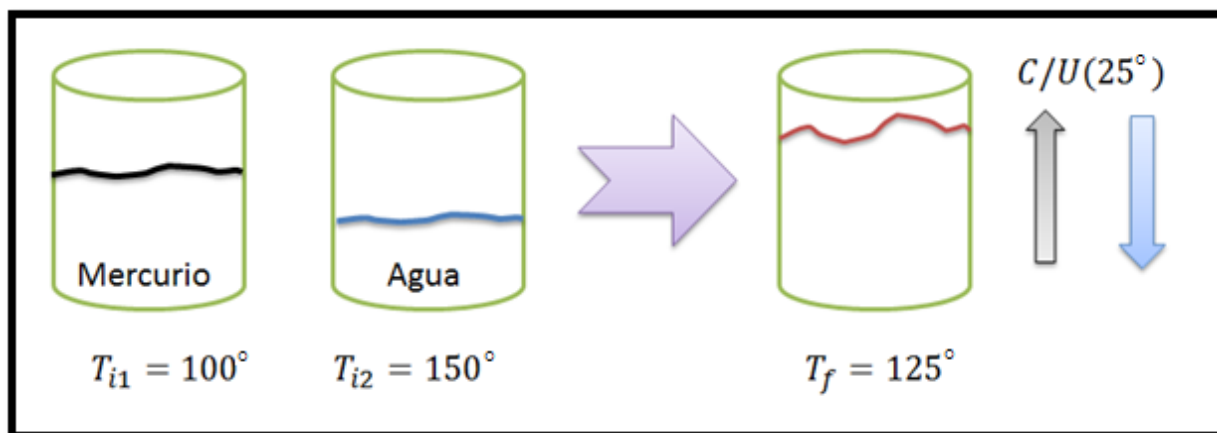 Mercurio
Agua
C/U(25°)
T_{i1} = 100°
T_{i2} = 150°
T_f = 125°